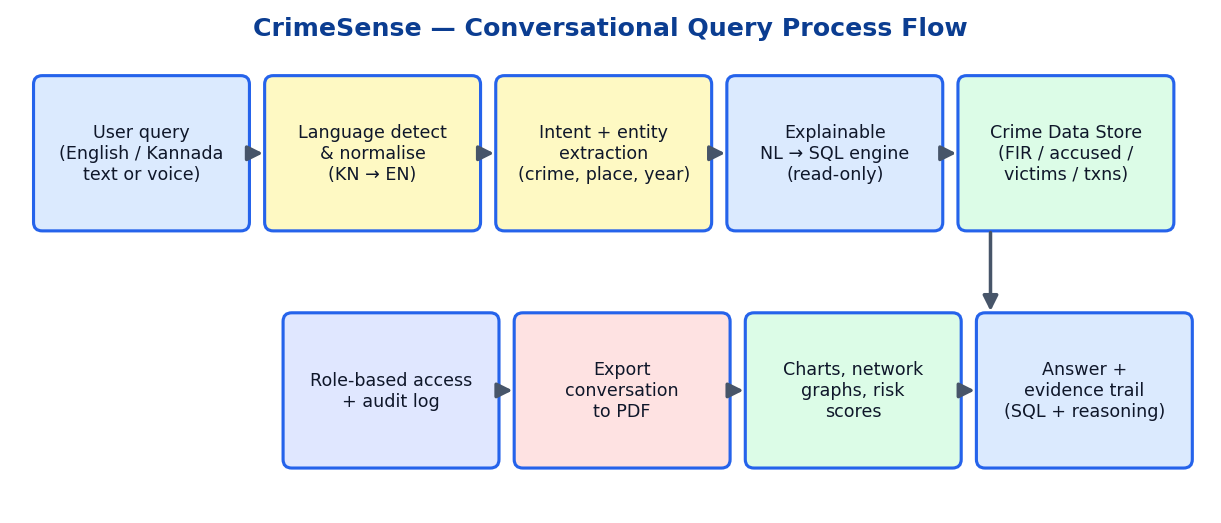 CrimeSense — Conversational Query Process Flow
User query
(English / Kannada
text or voice)
Language detect
& normalise
(KN → EN)
Intent + entity
extraction
(crime, place, year)
Explainable
NL → SQL engine
(read-only)
Crime Data Store
(FIR / accused /
victims / txns)
Role-based access
+ audit log
Export
conversation
to PDF
Charts, network
graphs, risk
scores
Answer +
evidence trail
(SQL + reasoning)